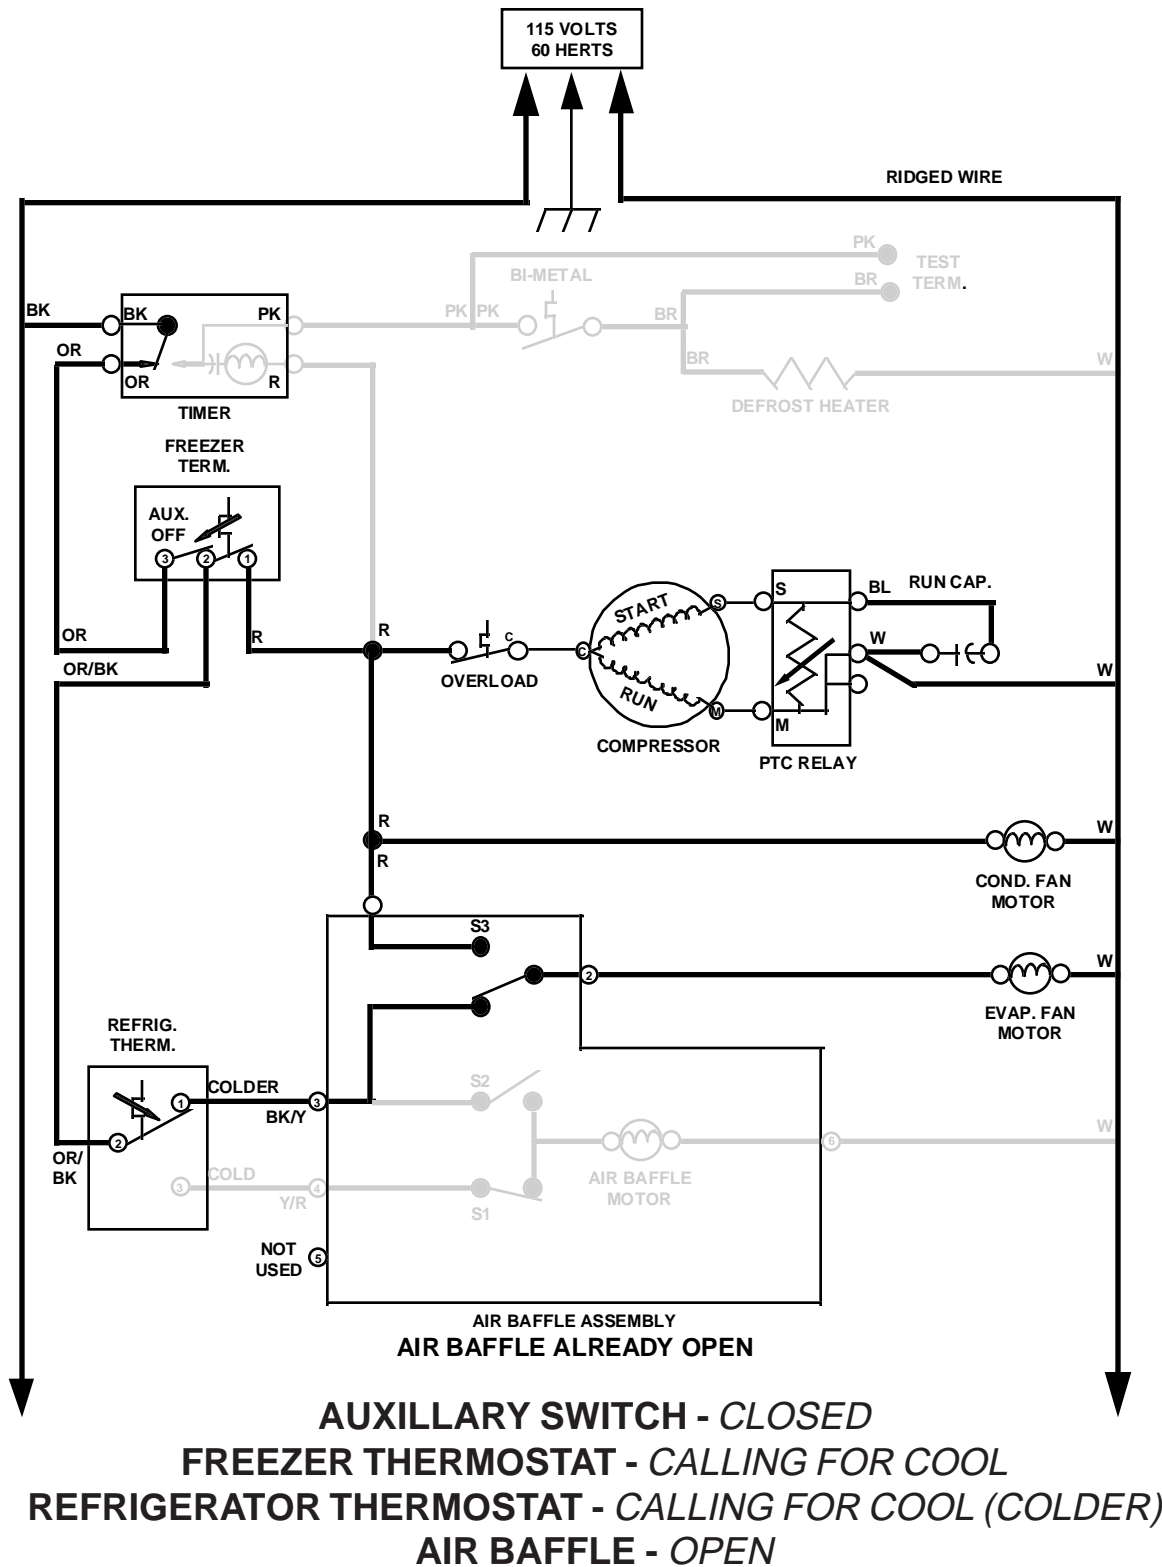 115 VOLTS
60 HERTS
RIDGED WIRE
PK
TEST
TERM.
BI-METAL
BR
BK
BK
PK
PK
PK
BR
OR
OR
R
BR
W
DEFROST HEATER
TIMER
FREEZER
TERM.
AUX.
OFF
3
2
1
OR
R
R
OR/BK
C
OVERLOAD
C
START
RUN
S
M
COMPRESSOR
S
M
PTC RELAY
BL
RUN CAP.
W
W
R
R
W
COND. FAN
MOTOR
S3
2
W
EVAP. FAN
MOTOR
REFRIG.
THERM.
1
COLDER
3
BK/Y
2
OR/
BK
3
COLD
4
Y/R
S2
S1
AIR BAFFLE
MOTOR
6
W
NOT
USED
5
AIR BAFFLE ASSEMBLY
AIR BAFFLE ALREADY OPEN
AUXILLARY SWITCH - CLOSED
FREEZER THERMOSTAT - CALLING FOR COOL
REFRIGERATOR THERMOSTAT - CALLING FOR COOL (COLDER)
AIR BAFFLE - OPEN